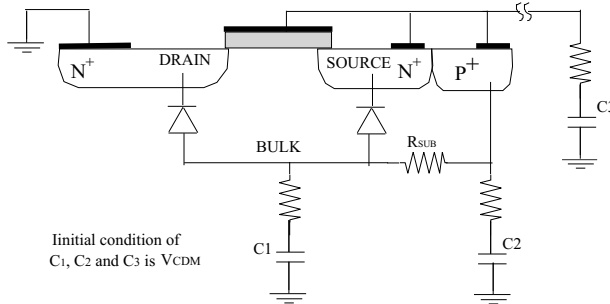 DRAIN
SOURCE
N+
N+
P+
C3
BULK
RSUB
C1
C2
Iinitial condition of
C1, C2 and C3 is VCDM